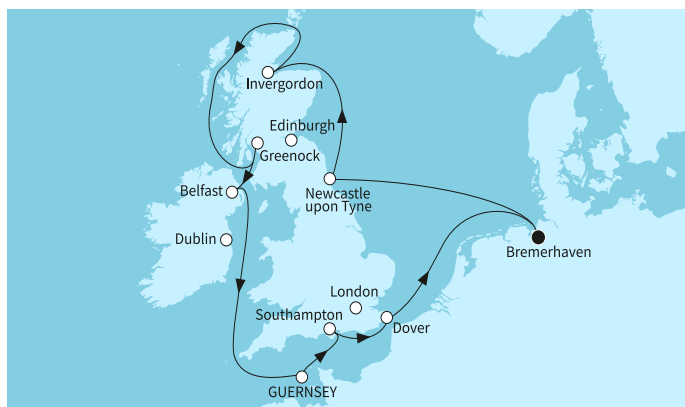 Invergordon
Edinburgh
Greenock
Belfast
Newcastle
upon Tyne
Dublin
Bremerhaven
London
Southampton
Dover
GUERNSEY